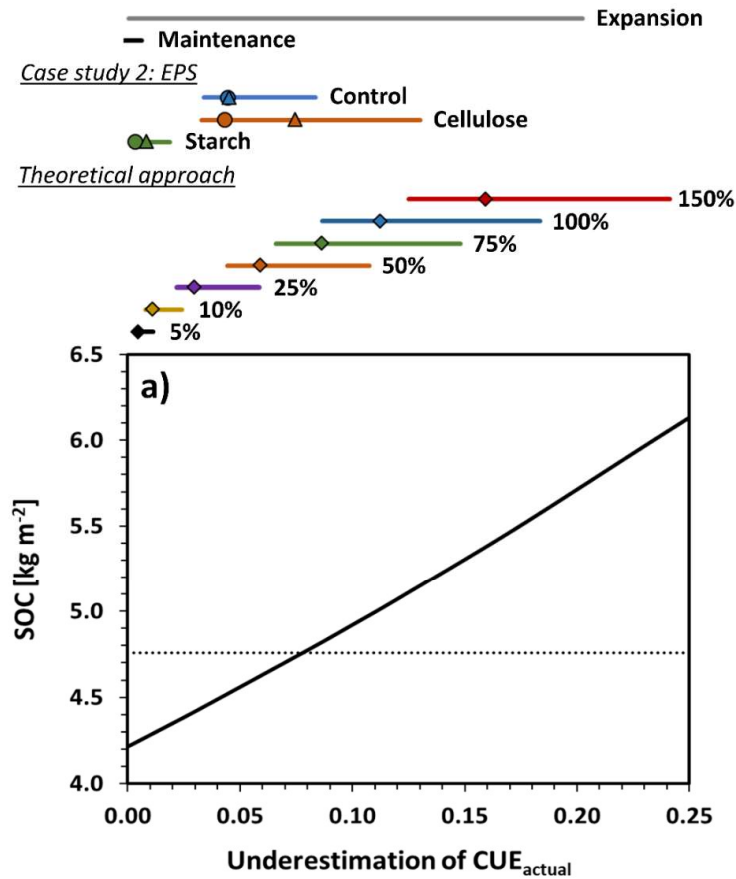 Expansion
Maintenance
Case study 2: EPS
Control
Cellulose
Starch
Theoretical approach
150%
100%
75%
50%
25%
10%
5%
a)
6.5
6.0
5.5
5.0
4.5
4.0
SOC [kg m⁻²]
0.00 0.05 0.10 0.15 0.20 0.25
Underestimation of CUEactual